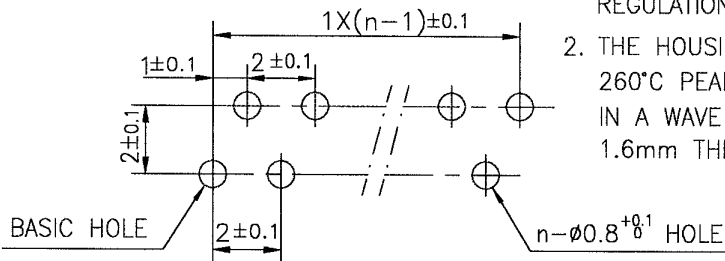 1X(n-1)±0.1
REGULATION
1±0.1
2±0.1
2. THE HOUSI
260°C PEA
IN A WAVE
1.6mm THI
2±0.1
BASIC HOLE
2±0.1
n-ø0.8 +0.1 0 HOLE